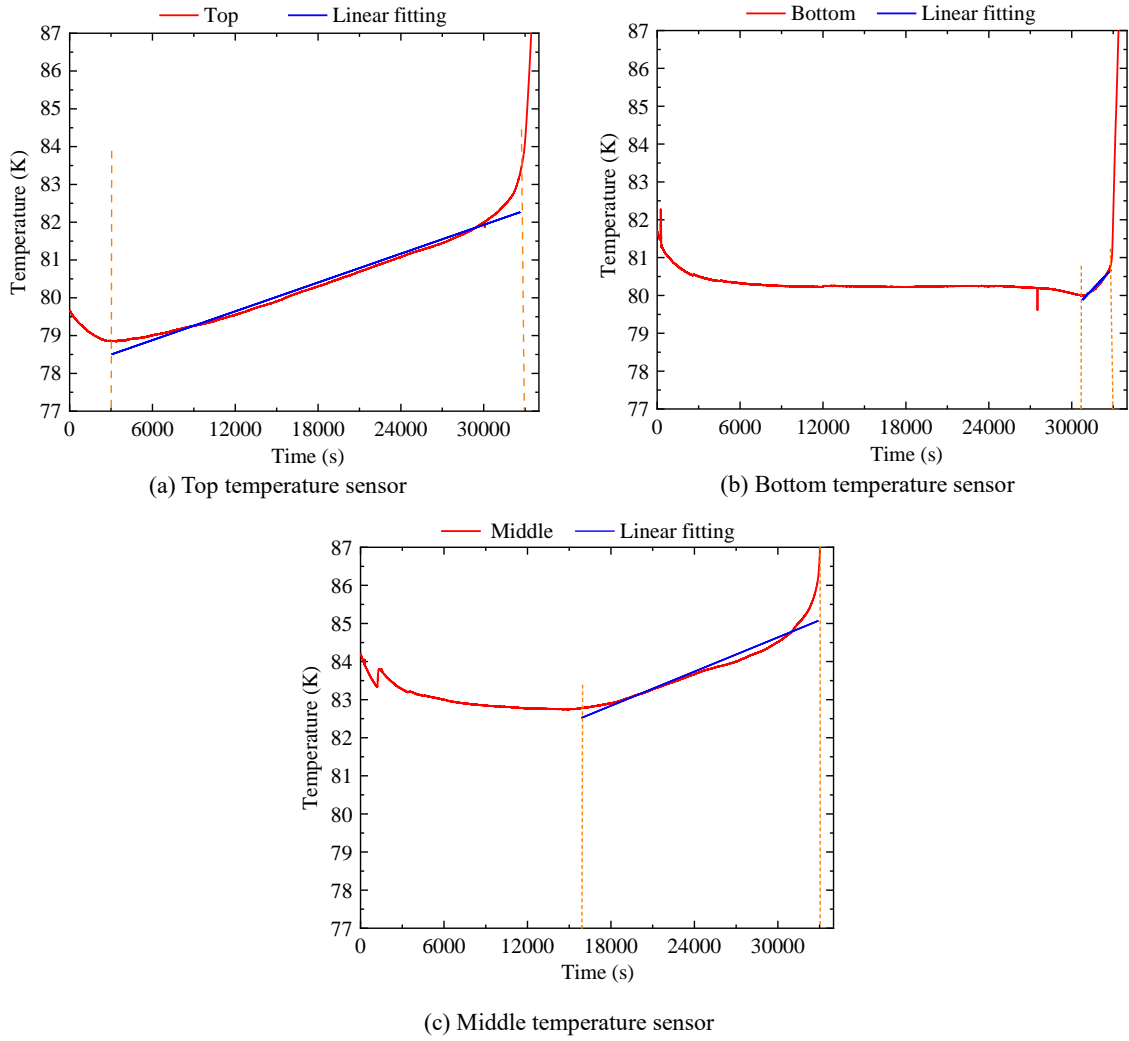 Top Linear fitting
87
86
85
84
83
82
81
80
79
78
77
Temperature (K)
0 6000 12000 18000 24000 30000
Time (s)
(a) Top temperature sensor
Bottom Linear fitting
87
86
85
84
83
82
81
80
79
78
77
Temperature (K)
0 6000 12000 18000 24000 30000
Time (s)
(b) Bottom temperature sensor
Middle Linear fitting
87
86
85
84
83
82
81
80
79
78
77
Temperature (K)
0 6000 12000 18000 24000 30000
Time (s)
(c) Middle temperature sensor